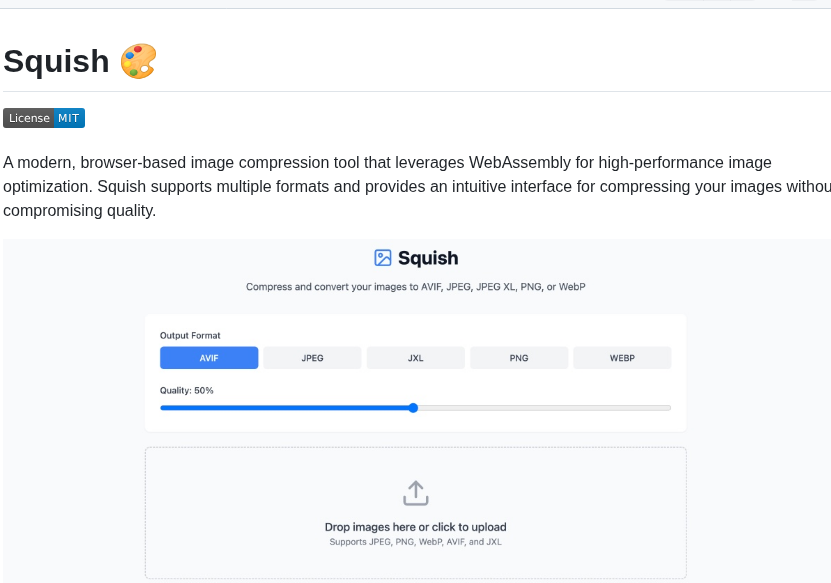 Squish
License MIT
A modern, browser-based image compression tool that leverages WebAssembly for high-performance image
optimization. Squish supports multiple formats and provides an intuitive interface for compressing your images withou
compromising quality.
Squish
Compress and convert your images to AVIF, JPEG, JPEG XL, PNG, or WebP
Output Format
AVIF JPEG JXL PNG WEBP
Quality: 50%
Drop images here or click to upload
Supports JPEG, PNG, WebP, AVIF, and JXL